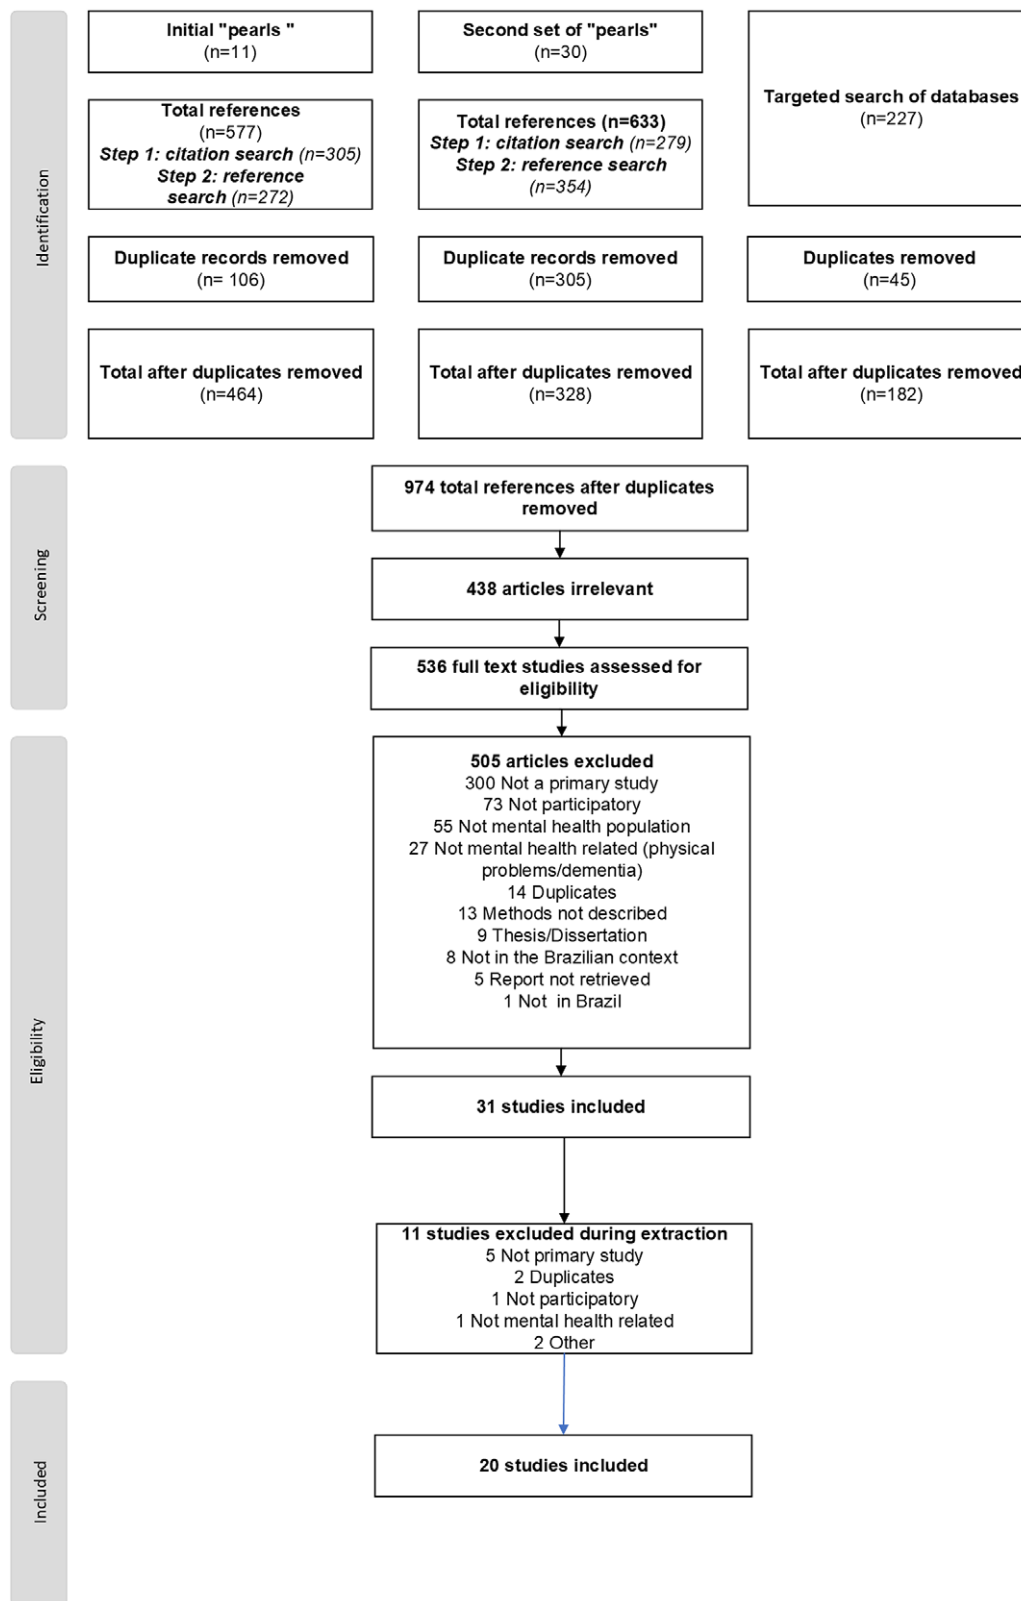 Identification
Initial "pearls "
(n=11)
Second set of "pearls"
(n=30)
Targeted search of databases
(n=227)
Total references
(n=577)
Step 1: citation search (n=305)
Step 2: reference
search (n=272)
Total references (n=633)
Step 1: citation search (n=279)
Step 2: reference search
(n=354)
Duplicate records removed
(n= 106)
Duplicate records removed
(n=305)
Duplicates removed
(n=45)
Total after duplicates removed
(n=464)
Total after duplicates removed
(n=328)
Total after duplicates removed
(n=182)
Screening
974 total references after duplicates
removed
438 articles irrelevant
536 full text studies assessed for
eligibility
Eligibility
505 articles excluded
300 Not a primary study
73 Not participatory
55 Not mental health population
27 Not mental health related (physical
problems/dementia)
14 Duplicates
13 Methods not described
9 Thesis/Dissertation
8 Not in the Brazilian context
5 Report not retrieved
1 Not in Brazil
31 studies included
11 studies excluded during extraction
5 Not primary study
2 Duplicates
1 Not participatory
1 Not mental health related
2 Other
Included
20 studies included